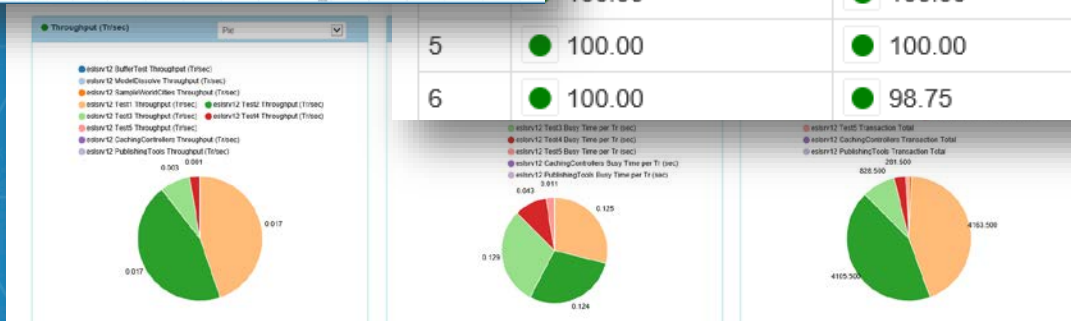 Throughput (Tr/sec) Pie
eslsrv12 BufferTest Throughput (Tr/sec)
eslsrv12 ModelDissolve Throughput (Tr/sec)
eslsrv12 SampleWorldCities Throughput (Tr/sec)
eslsrv12 Test1 Throughput (Tr/sec) eslsrv12 Test2 Throughput (Tr/sec)
eslsrv12 Test3 Throughput (Tr/sec) eslsrv12 Test4 Throughput (Tr/sec)
eslsrv12 Test5 Throughput (Tr/sec)
eslsrv12 CachingControllers Throughput (Tr/sec)
eslsrv12 PublishingTools Throughput (Tr/sec)
0.001
0.003
0.017
0.017
5 100.00 100.00
6 100.00 98.75
eslsrv12 Test3 Busy Time per Tr (sec)
eslsrv12 Test4 Busy Time per Tr (sec)
eslsrv12 Test5 Busy Time per Tr (sec)
eslsrv12 CachingControllers Busy Time per Tr (sec)
eslsrv12 PublishingTools Busy Time per Tr (sec)
0.011
0.043
0.125
0.129
0.124
eslsrv12 Test5 Transaction Total
eslsrv12 CachingControllers Transaction Total
eslsrv12 PublishingTools Transaction Total
201.500
828.500
4163.500
4105.500